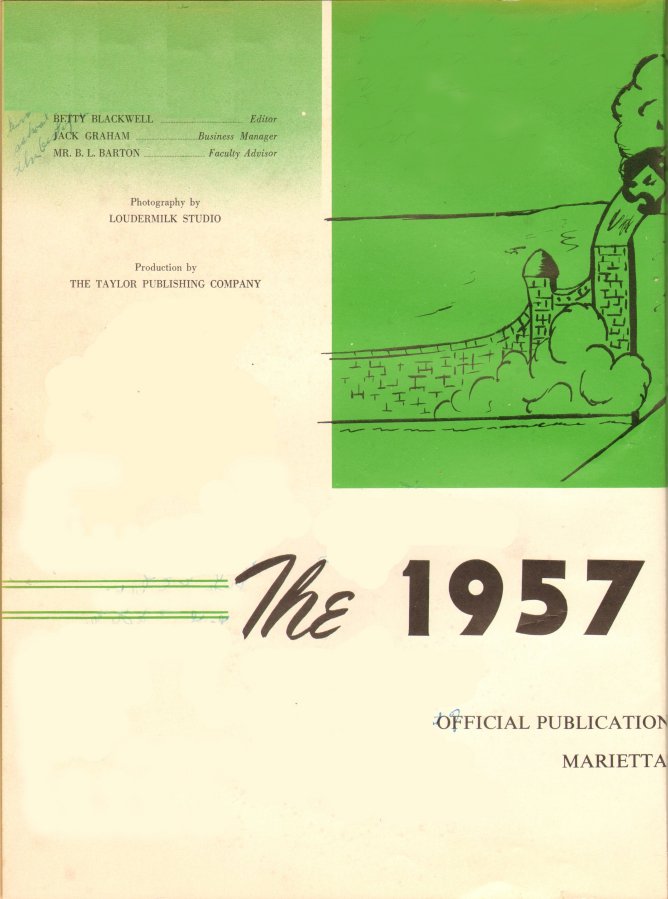 BETTY BLACKWELL ........................ Editor
JACK GRAHAM .................. Business Manager
MR. B. L. BARTON .................. Faculty Advisor
Photography by
LOUDERMILK STUDIO
Production by
THE TAYLOR PUBLISHING COMPANY
The 1957
OFFICIAL PUBLICATION
MARIETTA